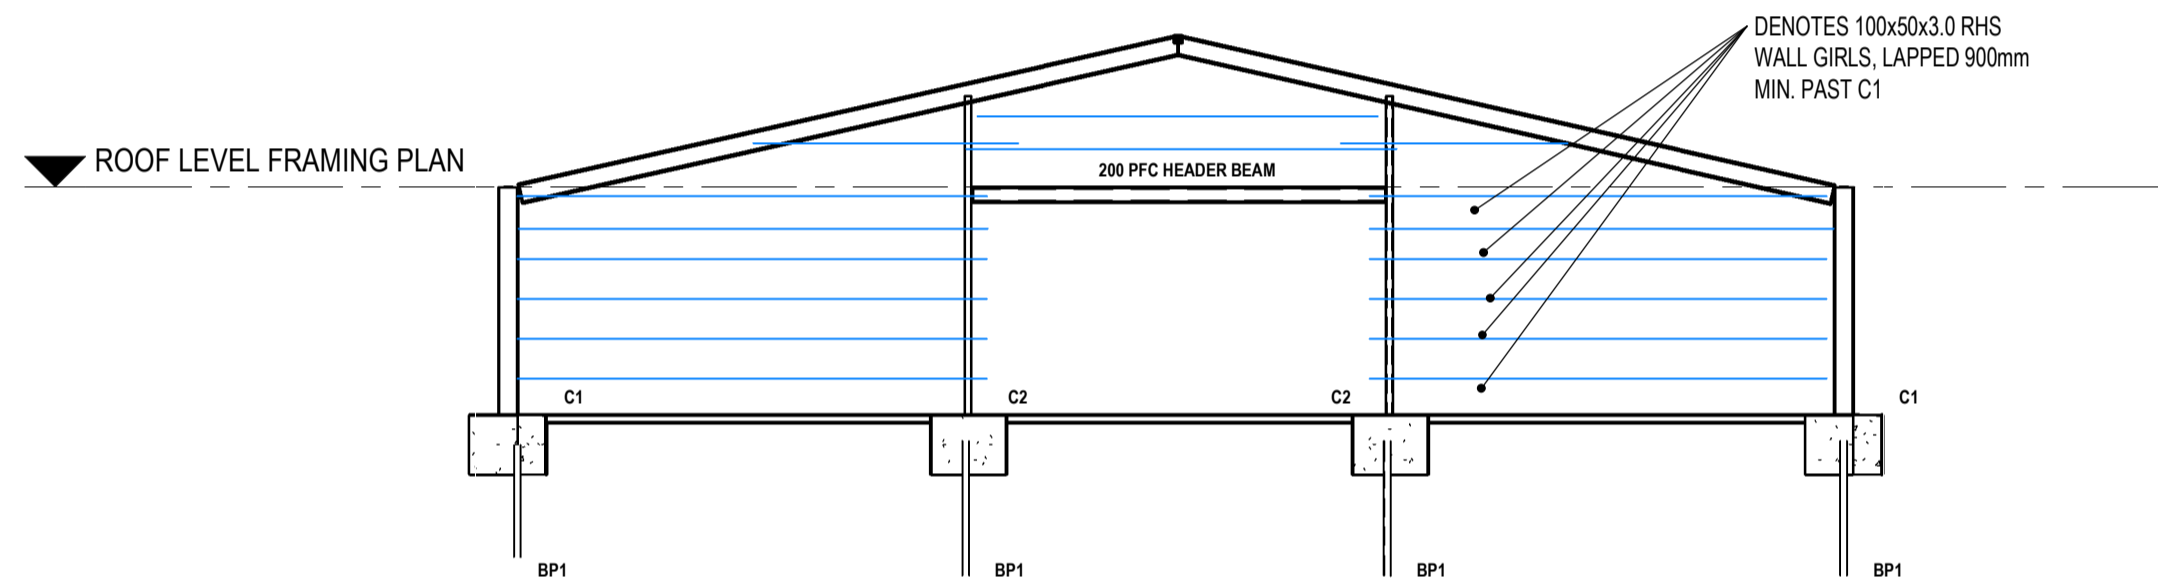 DENOTES 100x50x3.0 RHS
WALL GIRLS, LAPPED 900mm
MIN. PAST C1
ROOF LEVEL FRAMING PLAN
200 PFC HEADER BEAM
C1
C2
C2
C1
BP1
BP1
BP1
BP1